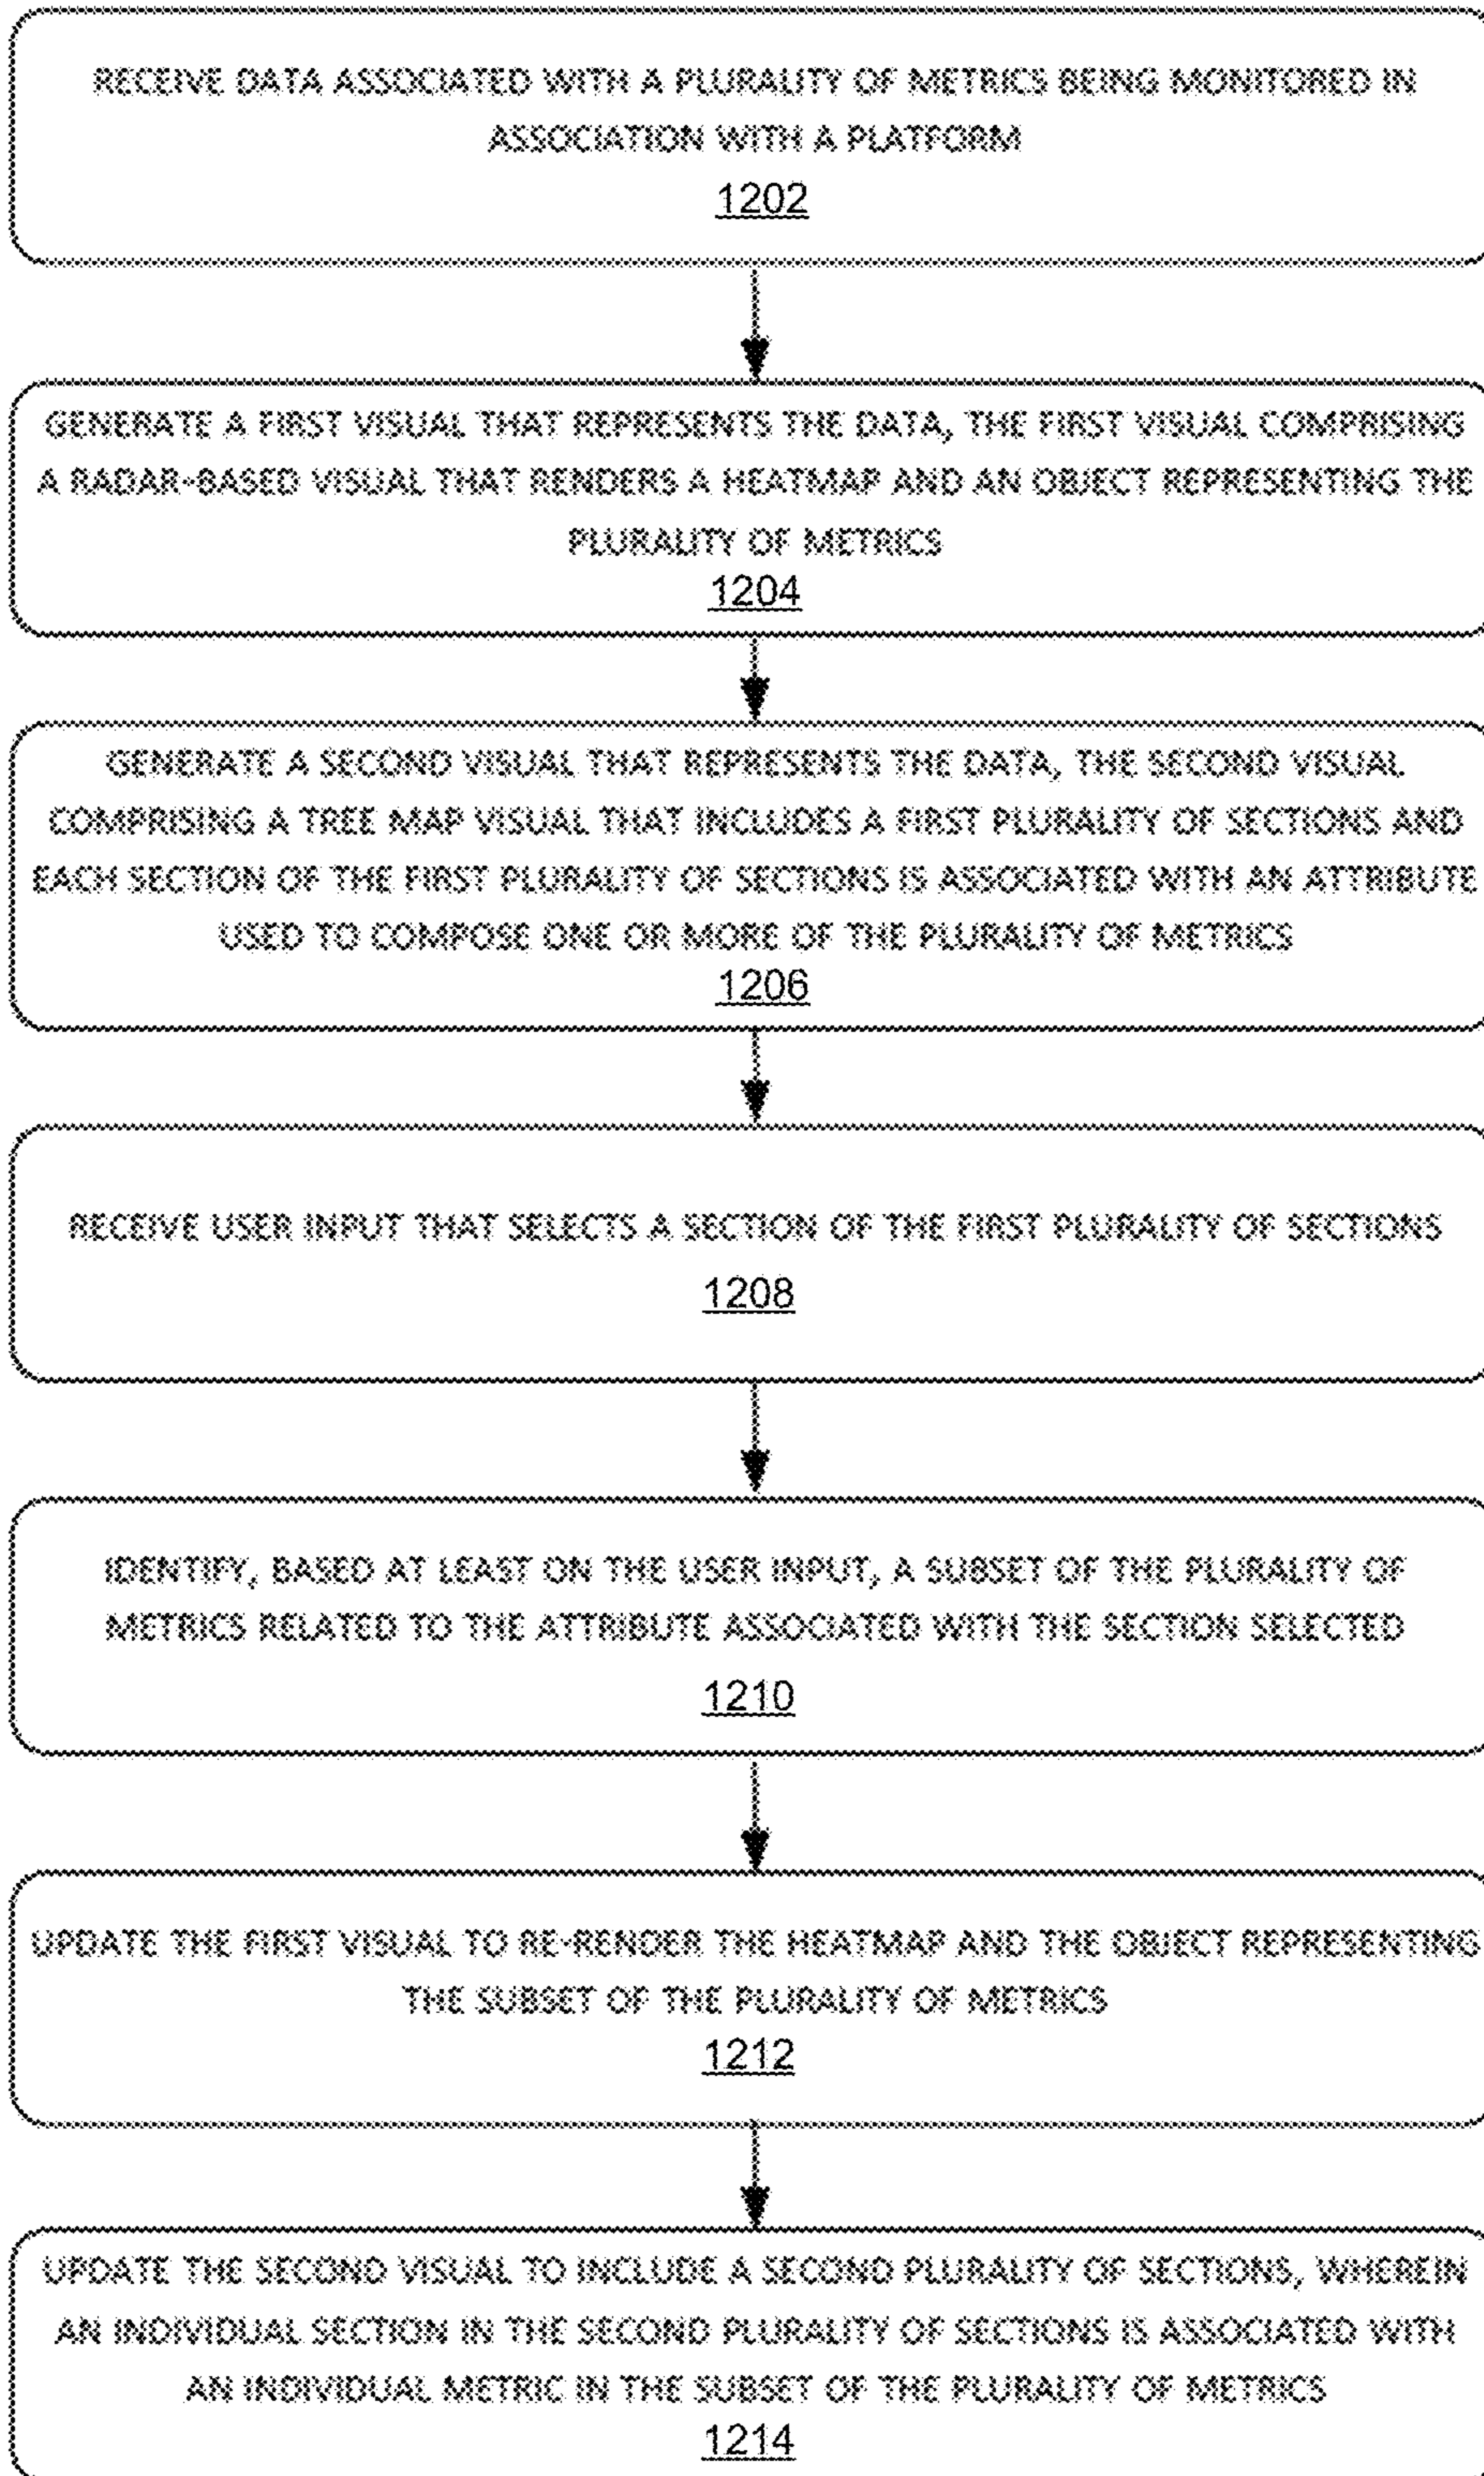 RECEIVE DATA ASSOCIATED WITH A PLURALITY OF METRICS BEING MONITORED IN
ASSOCIATION WITH A PLATFORM
1202
GENERATE A FIRST VISUAL THAT REPRESENTS THE DATA, THE FIRST VISUAL COMPRISING
A RADAR-BASED VISUAL THAT RENDERS A HEATMAP AND AN OBJECT REPRESENTING THE
PLURALITY OF METRICS
1204
GENERATE A SECOND VISUAL THAT REPRESENTS THE DATA, THE SECOND VISUAL
COMPRISING A TREE MAP VISUAL THAT INCLUDES A FIRST PLURALITY OF SECTIONS AND
EACH SECTION OF THE FIRST PLURALITY OF SECTIONS IS ASSOCIATED WITH AN ATTRIBUTE
USED TO COMPOSE ONE OR MORE OF THE PLURALITY OF METRICS
1206
RECEIVE USER INPUT THAT SELECTS A SECTION OF THE FIRST PLURALITY OF SECTIONS
1208
IDENTIFY, BASED AT LEAST ON THE USER INPUT, A SUBSET OF THE PLURALITY OF
METRICS RELATED TO THE ATTRIBUTE ASSOCIATED WITH THE SECTION SELECTED
1210
UPDATE THE FIRST VISUAL TO RE-RENDER THE HEATMAP AND THE OBJECT REPRESENTING
THE SUBSET OF THE PLURALITY OF METRICS
1212
UPDATE THE SECOND VISUAL TO INCLUDE A SECOND PLURALITY OF SECTIONS, WHEREIN
AN INDIVIDUAL SECTION IN THE SECOND PLURALITY OF SECTIONS IS ASSOCIATED WITH
AN INDIVIDUAL METRIC IN THE SUBSET OF THE PLURALITY OF METRICS
1214